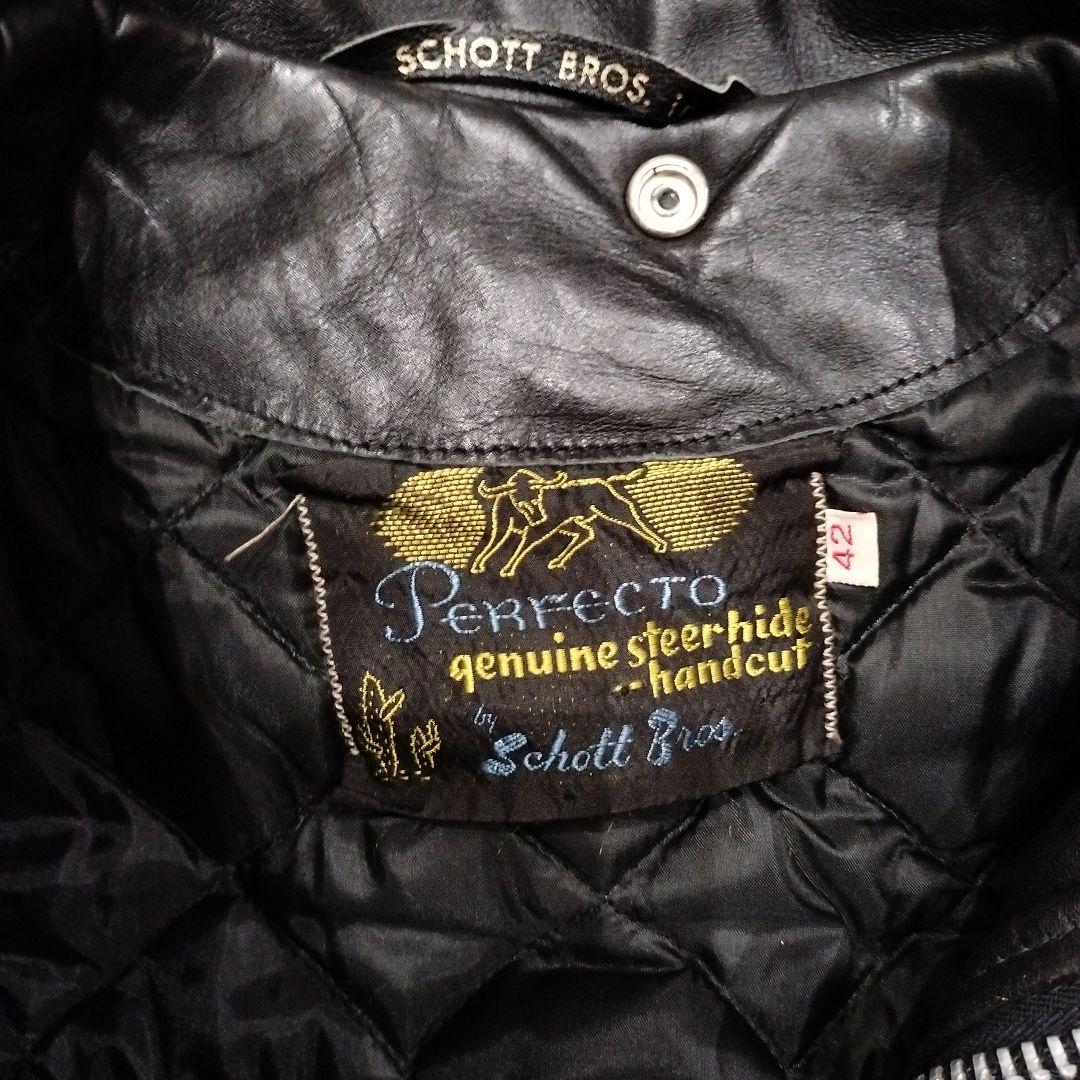 SCHOTT BROS.
PERFECTO
genuine steerhide
--handcut
by
Schott Bros.
42